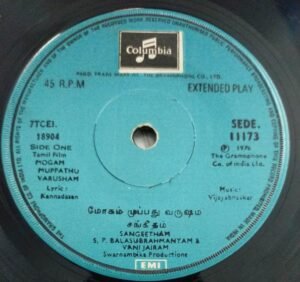 Columbia
REGD. TRADE MARK OF THE GRAMOPHONE CO. LTD.
45 R.P.M
EXTENDED PLAY
7TCEI.
18904
SIDE ONE
Tamil Film
MOGAM
MUPPATHU
VARUSHAM
Lyric:
Kannadasan
SEDE.
11173
℗ 1976
The Gramophone
Co. of India Ltd.
Music:
Vijayabhaskar
மோகம் முப்பது வருஷம்
சங்கீதம்
SANGEETHAM
S. P. BALASUBRAHMANYAM &
VANI JAIRAM
Swarnambika Productions
EMI